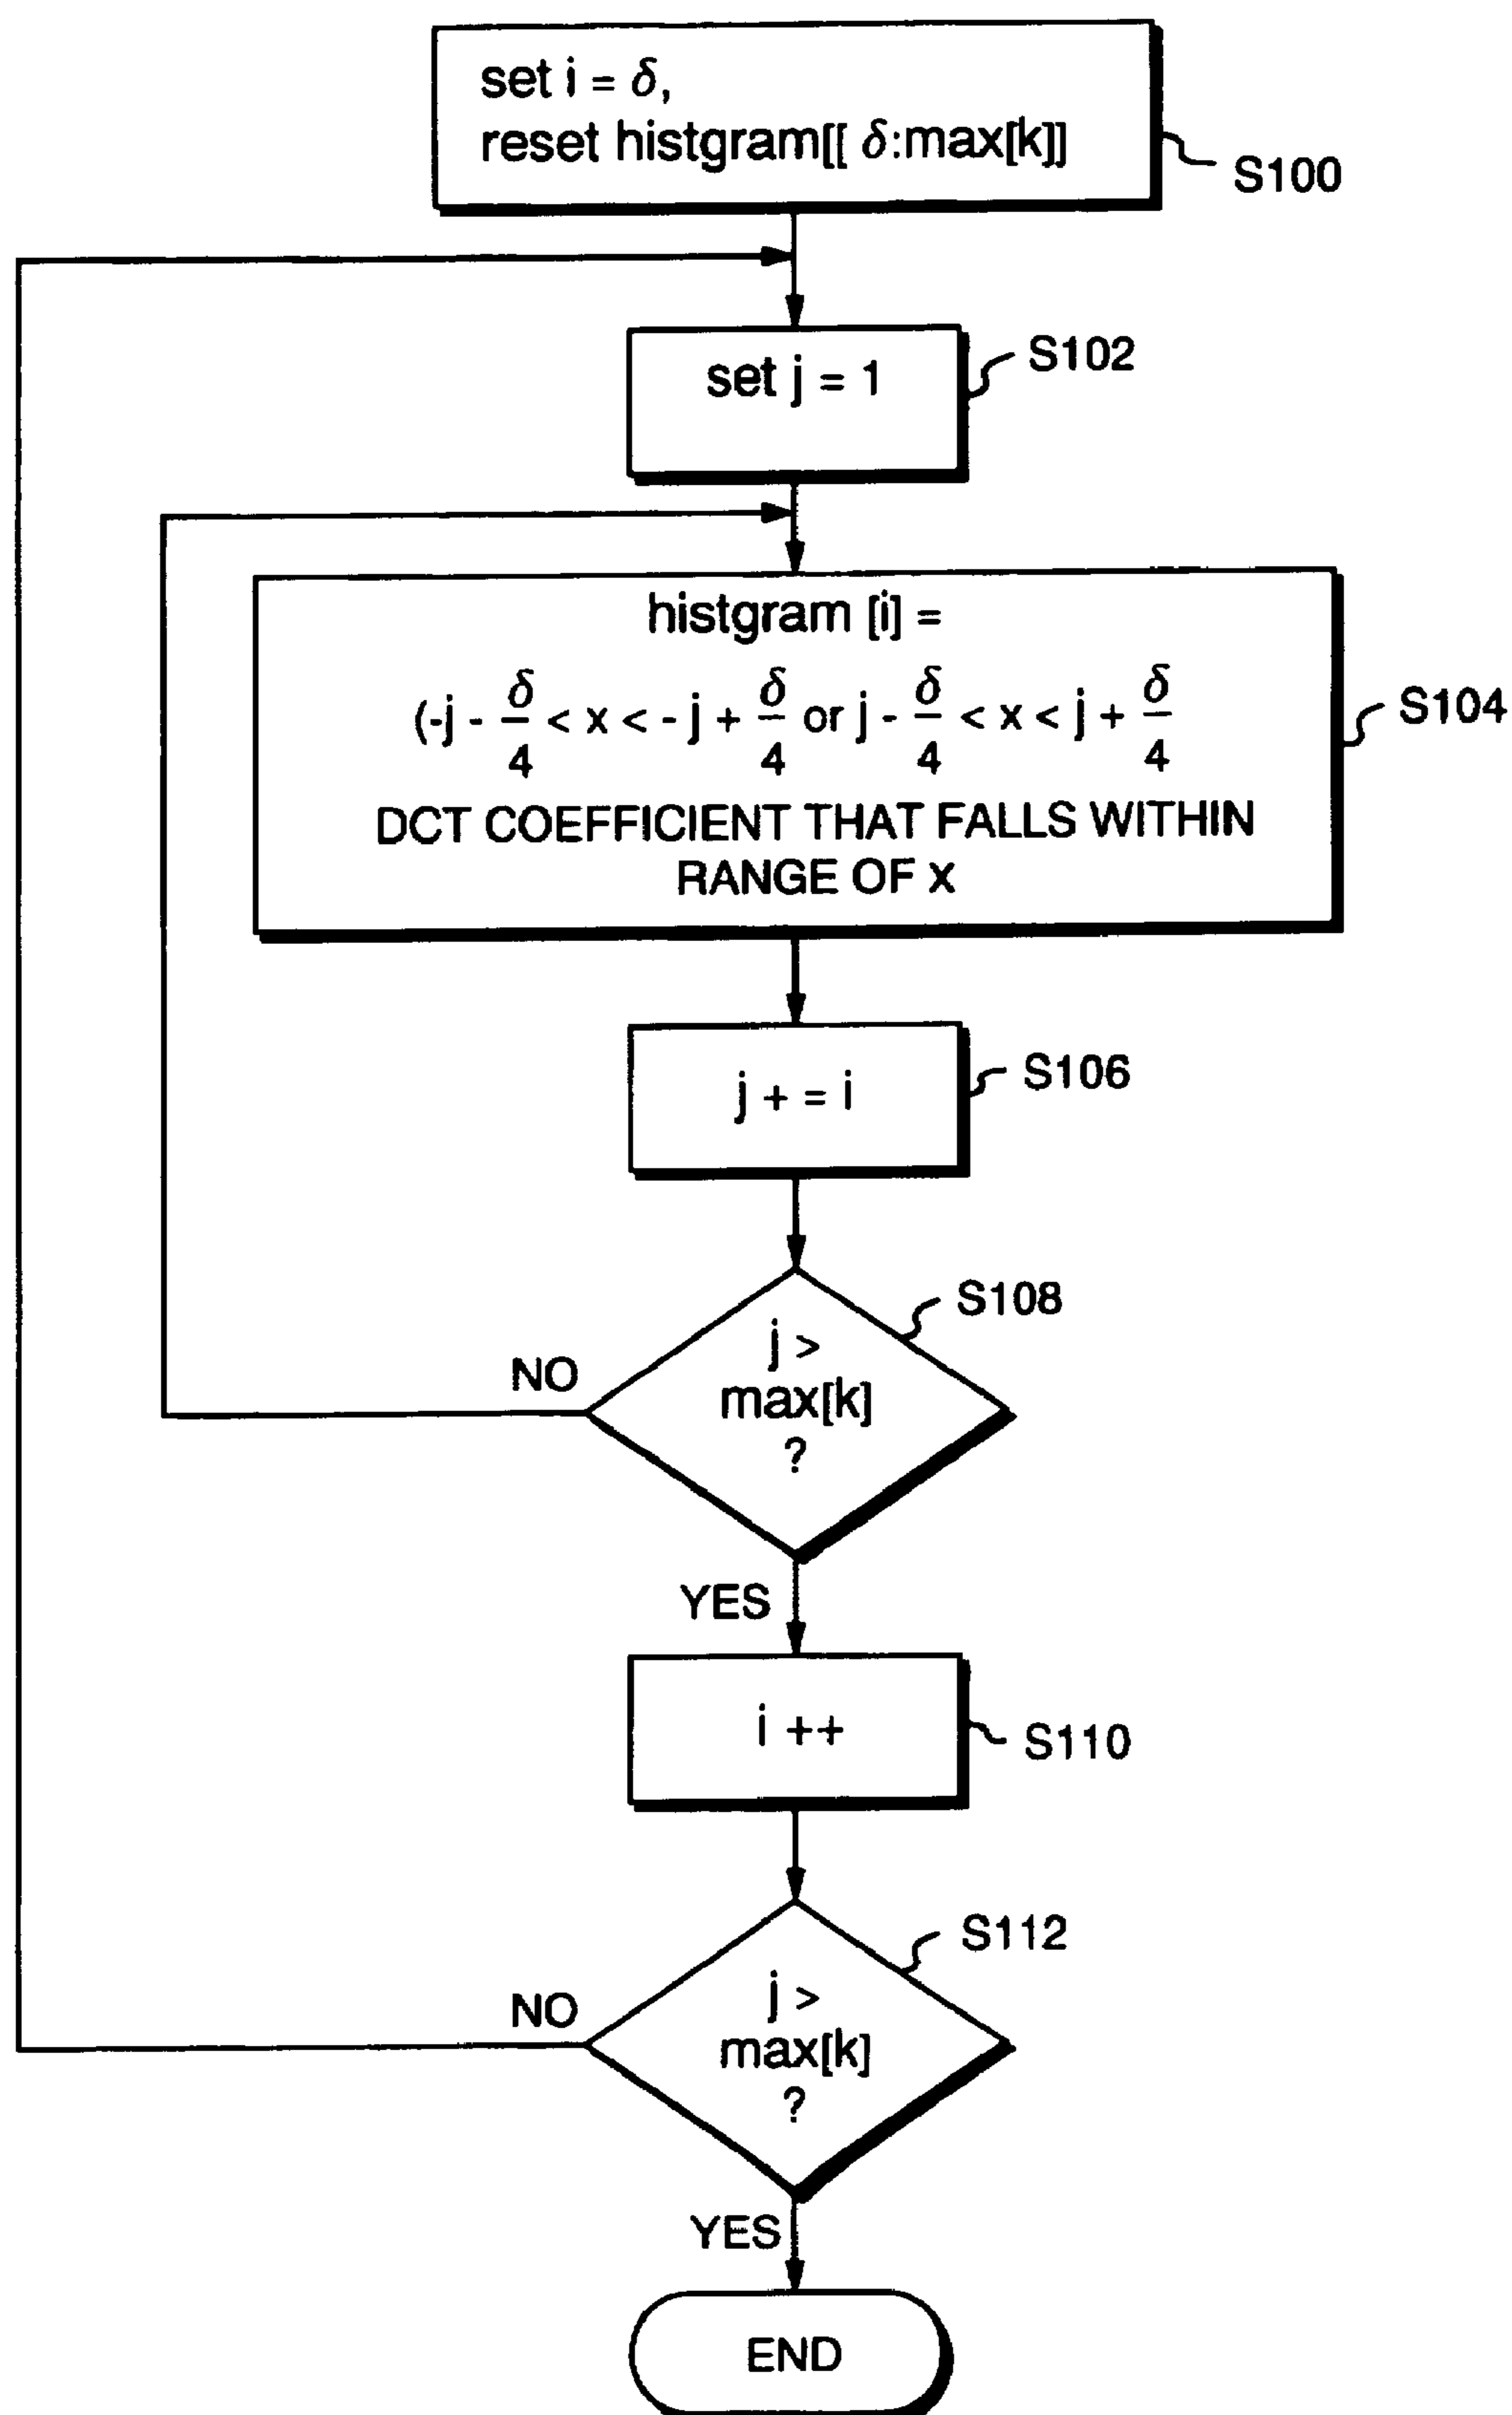 set i = δ,
reset histgram[[ δ:max[k]]
S100
set j = 1
S102
histgram [i] =
(-j - δ/4 < x < - j + δ/4 or j - δ/4 < x < j + δ/4
DCT COEFFICIENT THAT FALLS WITHIN
RANGE OF x
S104
j + = i
S106
j >
max[k]
?
S108
NO
YES
i ++
S110
j >
max[k]
?
S112
NO
YES
END